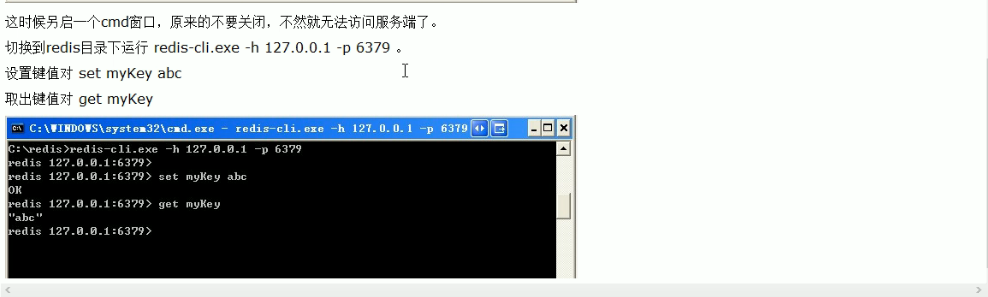 这时候另启一个cmd窗口，原来的不要关闭，不然就无法访问服务端了。
切换到redis目录下运行 redis-cli.exe -h 127.0.0.1 -p 6379 。
设置键值对 set myKey abc
取出键值对 get myKey
C:\WINDOWS\system32\cmd.exe - redis-cli.exe -h 127.0.0.1 -p 6379
C:\redis>redis-cli.exe -h 127.0.0.1 -p 6379
redis 127.0.0.1:6379>
redis 127.0.0.1:6379> set myKey abc
OK
redis 127.0.0.1:6379> get myKey
"abc"
redis 127.0.0.1:6379>